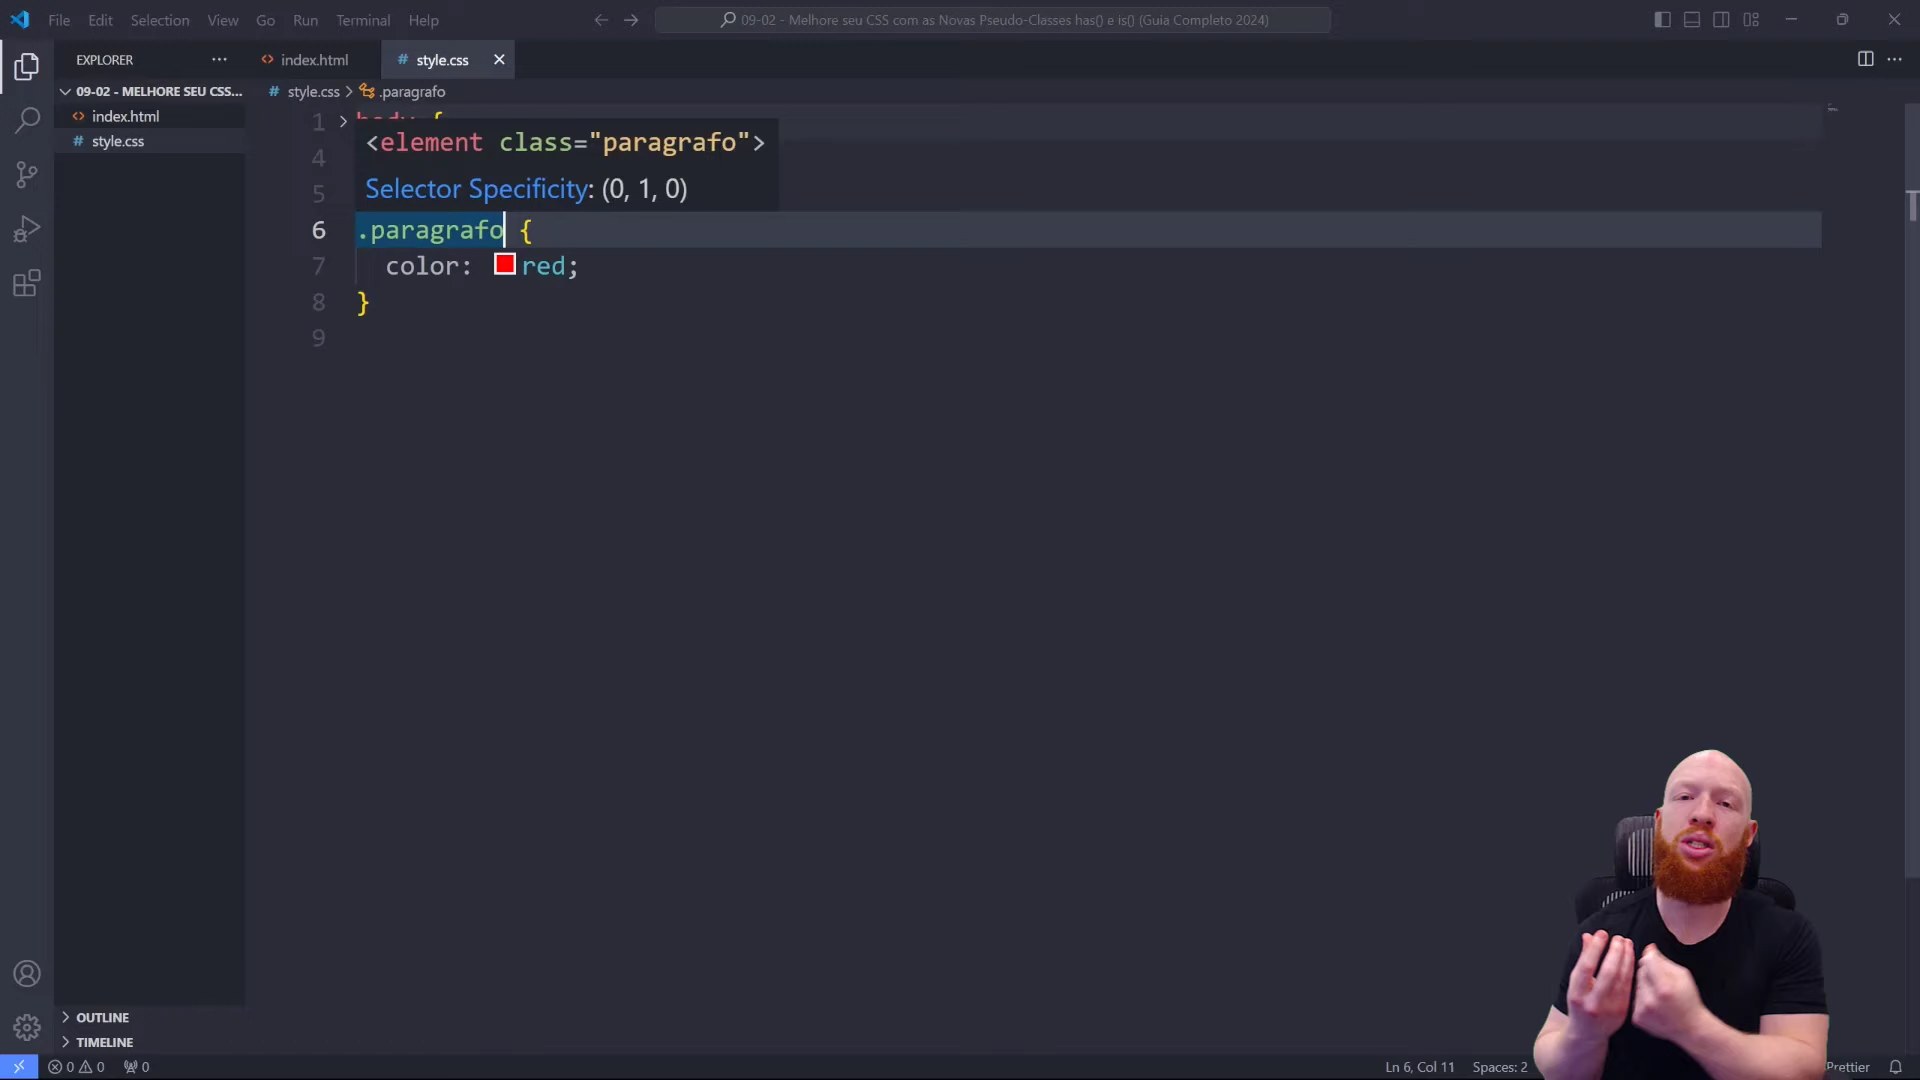 File Edit Selection View Go Run Terminal Help
09-02 - Melhore seu CSS com as Novas Pseudo-Classes has() e is() (Guia Completo 2024)
EXPLORER
index.html
style.css
09-02 - MELHORE SEU CSS...
index.html
style.css
style.css > .paragrafo
1 body {
<element class="paragrafo">
4
Selector Specificity: (0, 1, 0)
5
6 .paragrafo {
7 color: red;
8 }
9
OUTLINE
TIMELINE
0 0 0
Ln 6, Col 11 Spaces: 2 Prettier